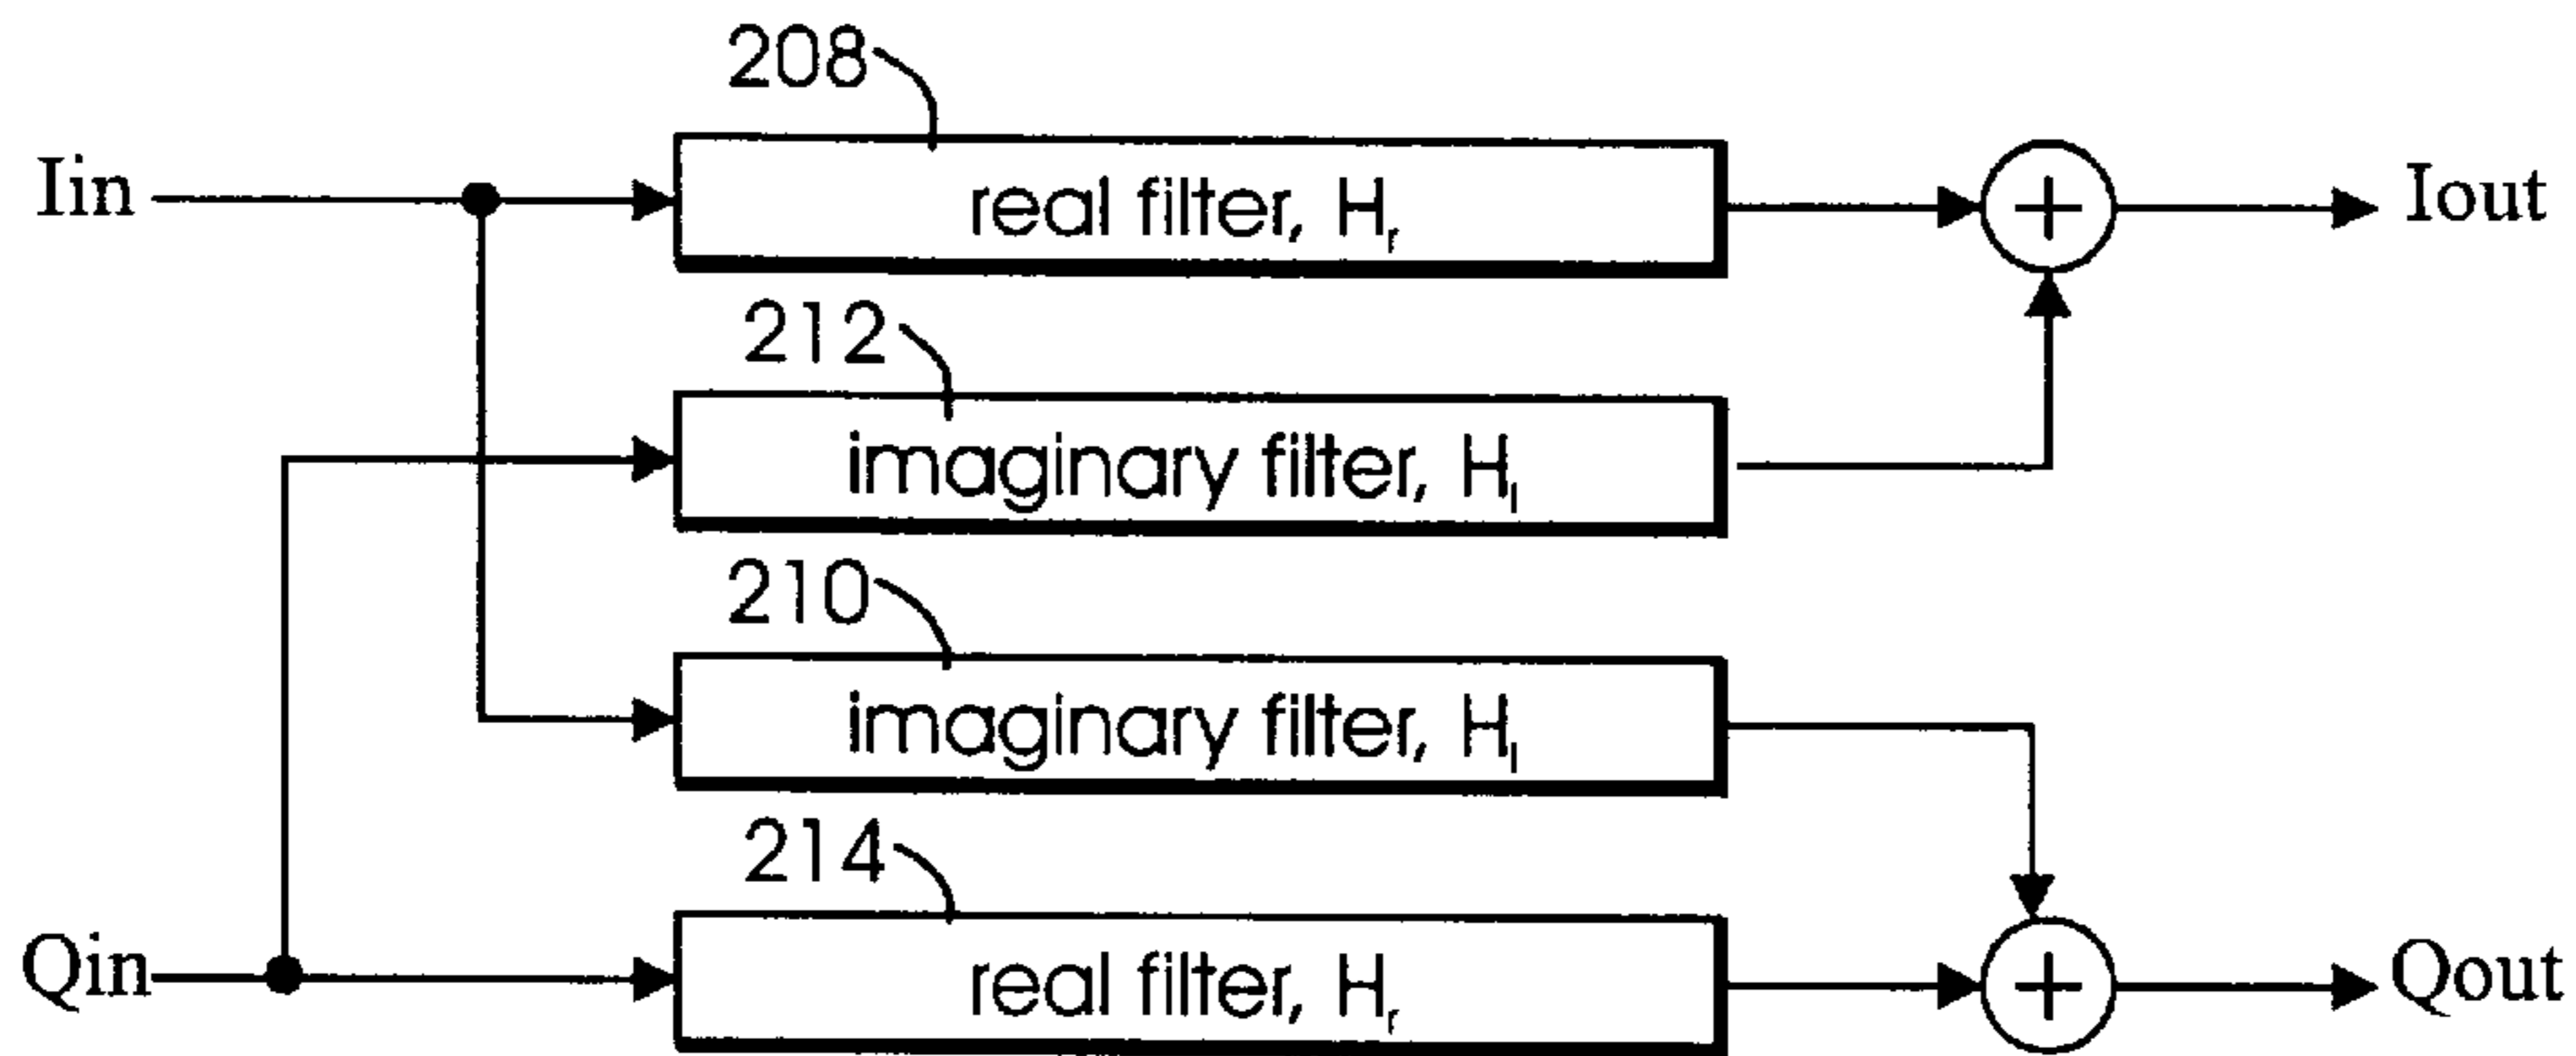 208
Iin
real filter, Hr
+
Iout
212
imaginary filter, HI
210
imaginary filter, HI
214
Qin
real filter, Hr
+
Qout